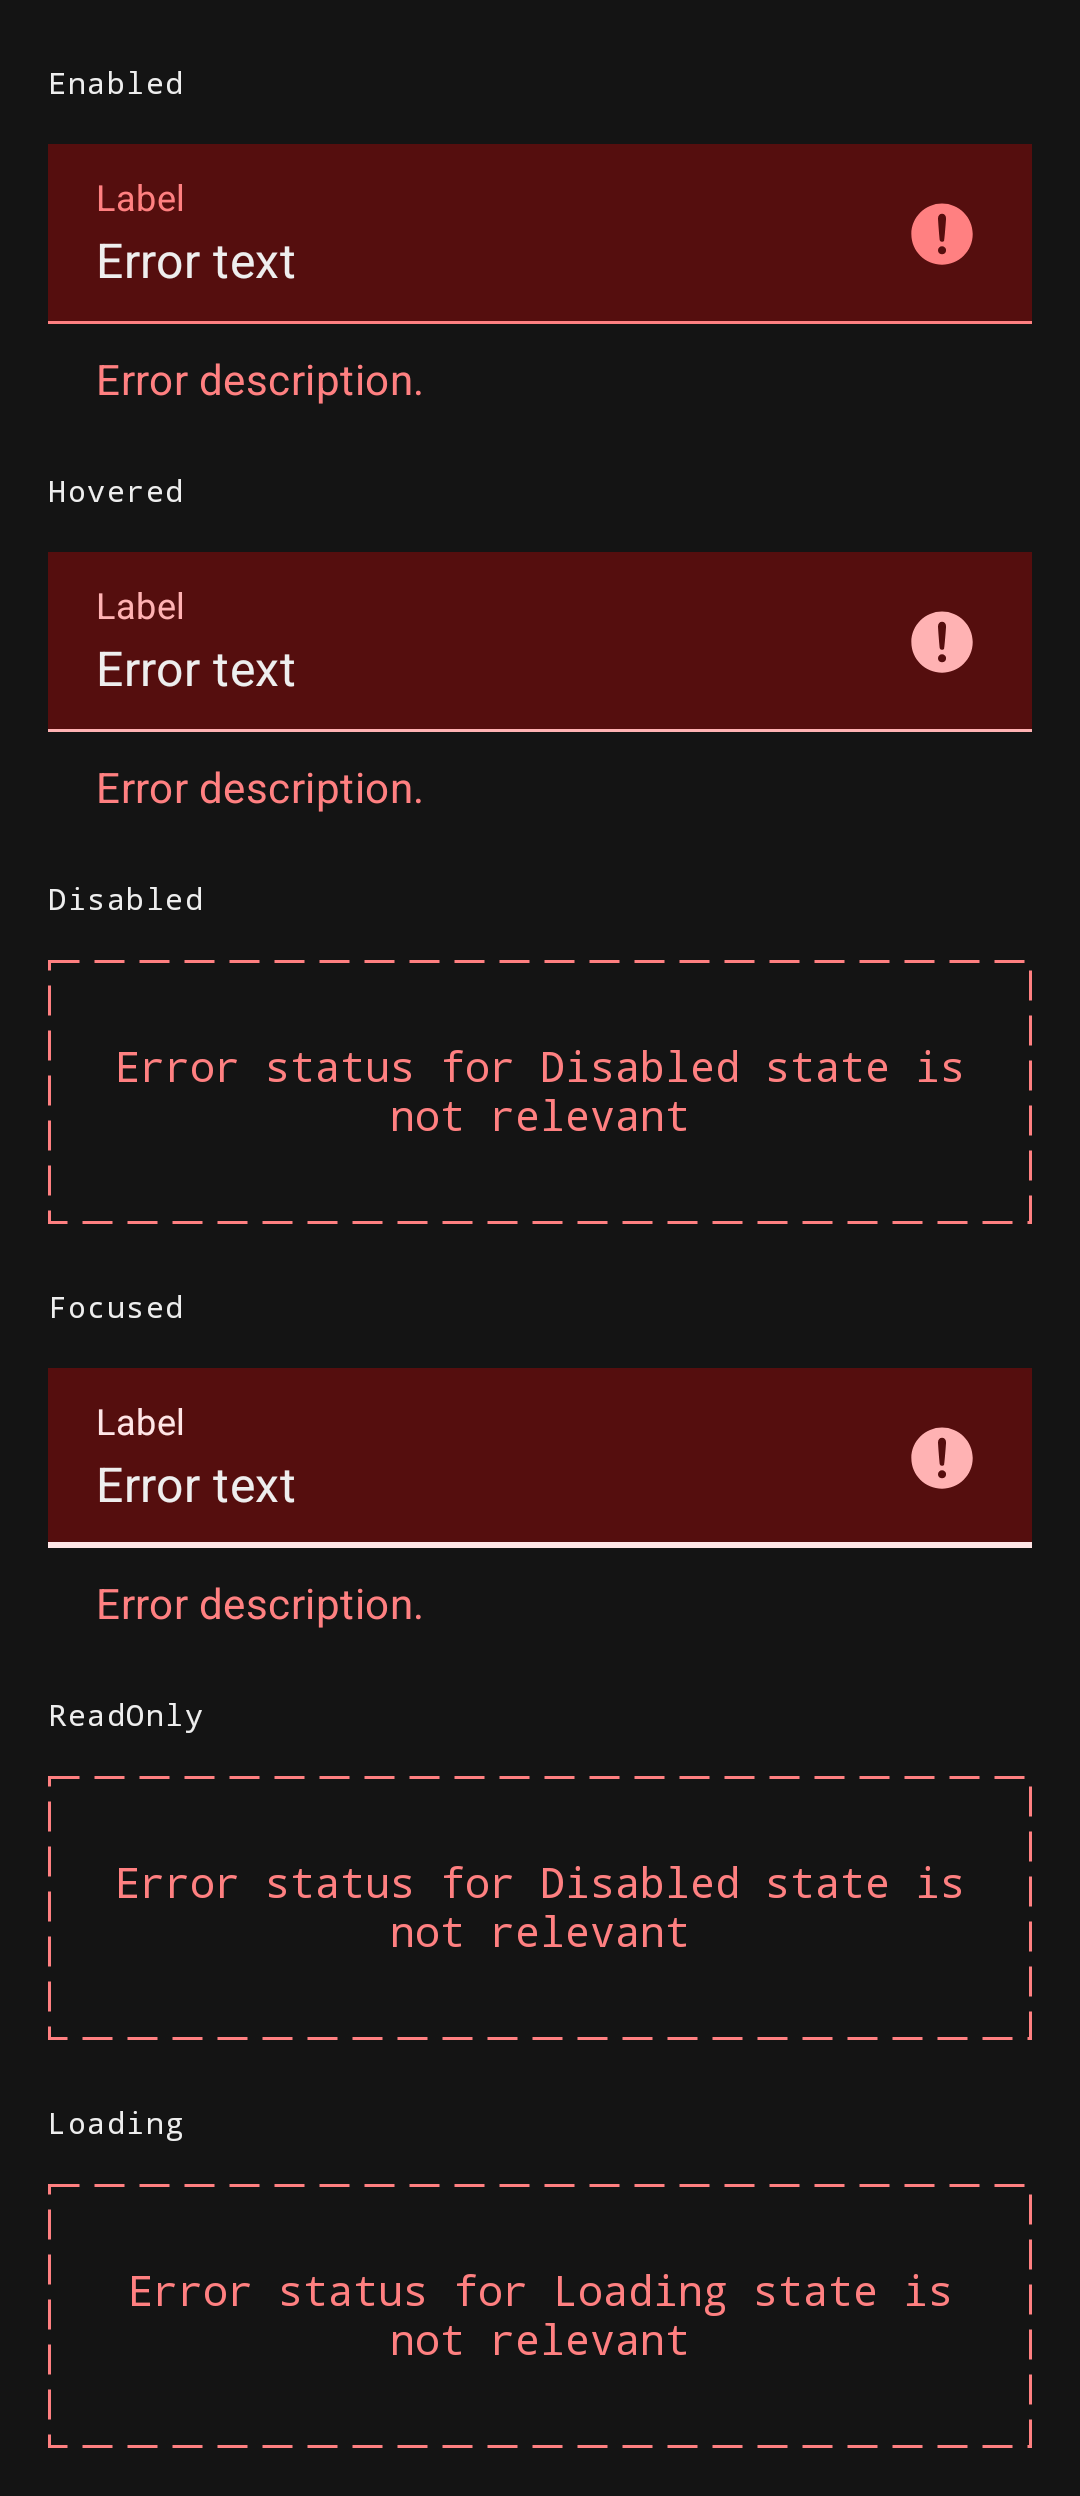 Enabled
Label
Error text
Error description.
Hovered
Label
Error text
Error description.
Disabled
Error status for Disabled state is
not relevant
Focused
Label
Error text
Error description.
ReadOnly
Error status for Disabled state is
not relevant
Loading
Error status for Loading state is
not relevant